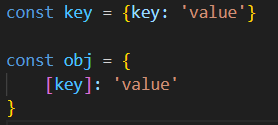 const key = {key: 'value'}
const obj = {
[key]: 'value'
}